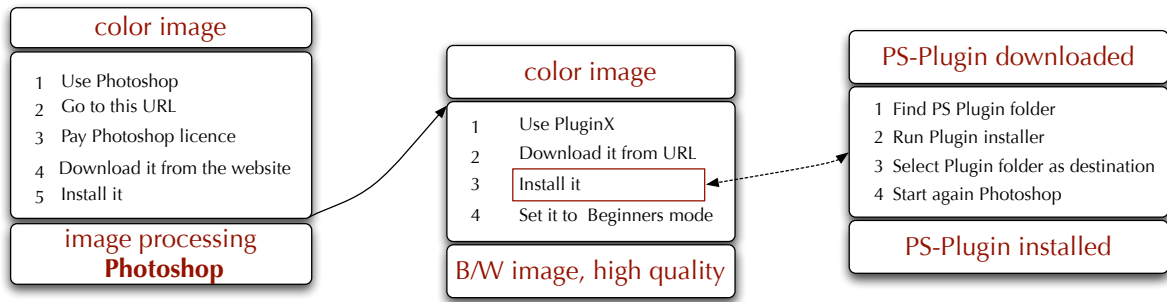 color image
1 Use Photoshop
2 Go to this URL
3 Pay Photoshop licence
4 Download it from the website
5 Install it
image processing
Photoshop
color image
1 Use PluginX
2 Download it from URL
3 Install it
4 Set it to Beginners mode
B/W image, high quality
PS-Plugin downloaded
1 Find PS Plugin folder
2 Run Plugin installer
3 Select Plugin folder as destination
4 Start again Photoshop
PS-Plugin installed